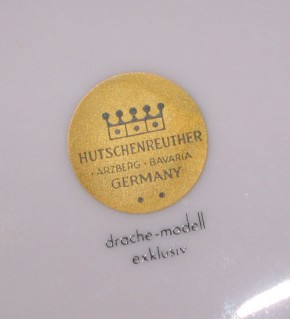 HUTSCHENREUTHER
· ARZBERG · BAVARIA
GERMANY
drache-modell
exklusiv